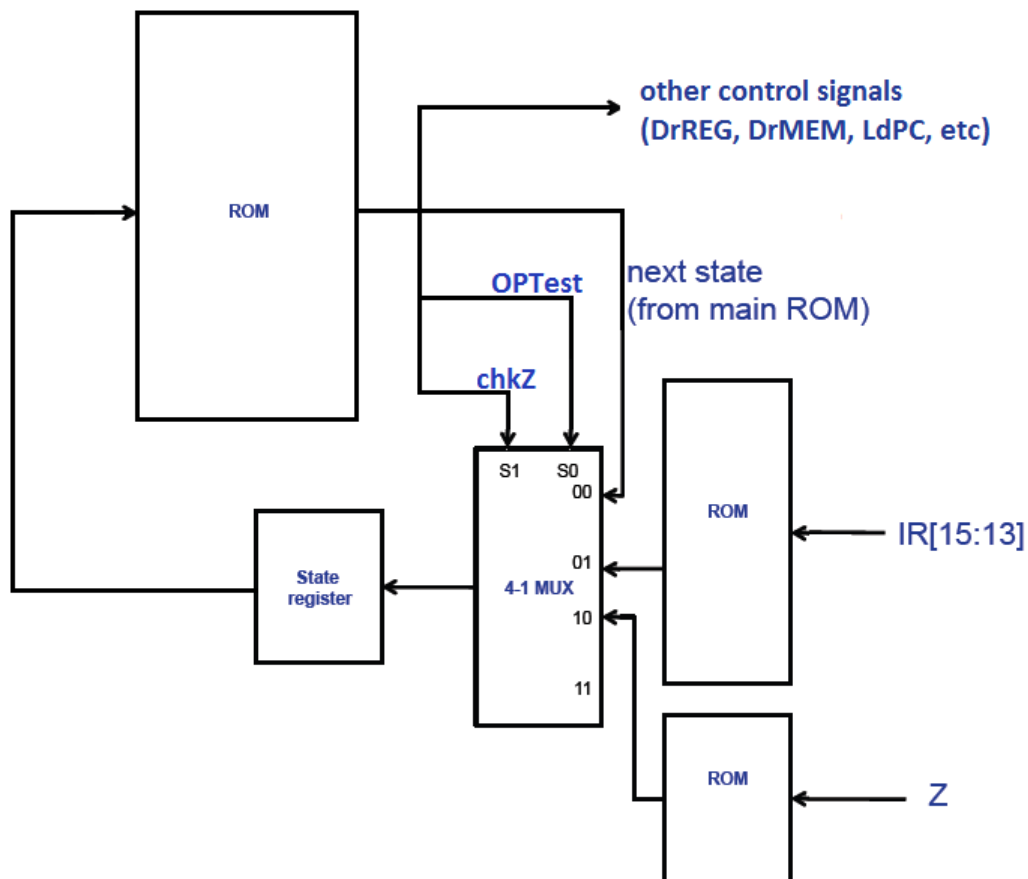 other control signals
(DrREG, DrMEM, LdPC, etc)
ROM
next state
(from main ROM)
OPTest
chkZ
S1
S0
00
ROM
IR[15:13]
01
4-1 MUX
State
register
10
11
ROM
Z